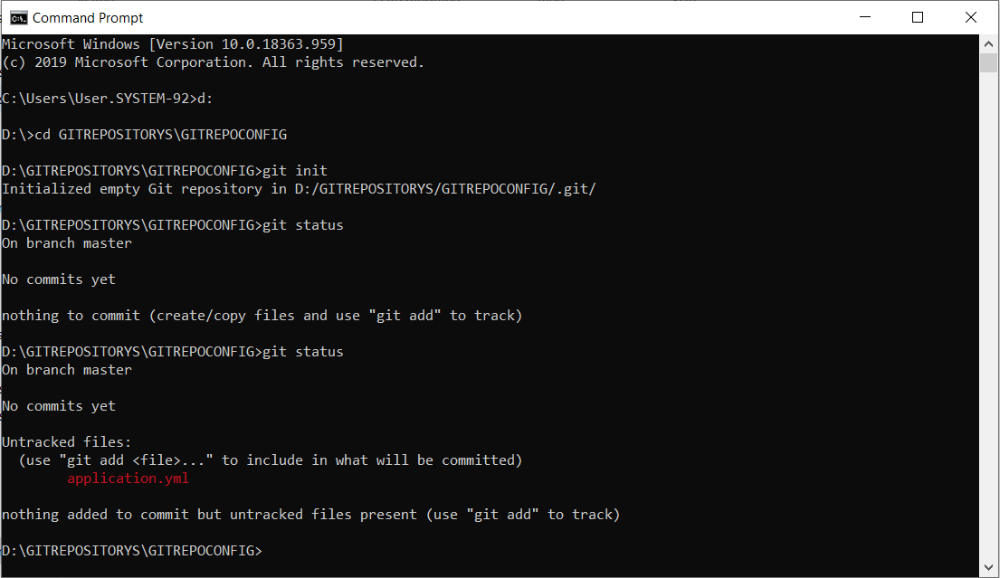 Command Prompt
Microsoft Windows [Version 10.0.18363.959]
(c) 2019 Microsoft Corporation. All rights reserved.
C:\Users\User.SYSTEM-92>d:
D:\>cd GITREPOSITORYS\GITREPOCONFIG
D:\GITREPOSITORYS\GITREPOCONFIG>git init
Initialized empty Git repository in D:/GITREPOSITORYS/GITREPOCONFIG/.git/
D:\GITREPOSITORYS\GITREPOCONFIG>git status
On branch master
No commits yet
nothing to commit (create/copy files and use "git add" to track)
D:\GITREPOSITORYS\GITREPOCONFIG>git status
On branch master
No commits yet
Untracked files:
  (use "git add <file>..." to include in what will be committed)
        application.yml
nothing added to commit but untracked files present (use "git add" to track)
D:\GITREPOSITORYS\GITREPOCONFIG>